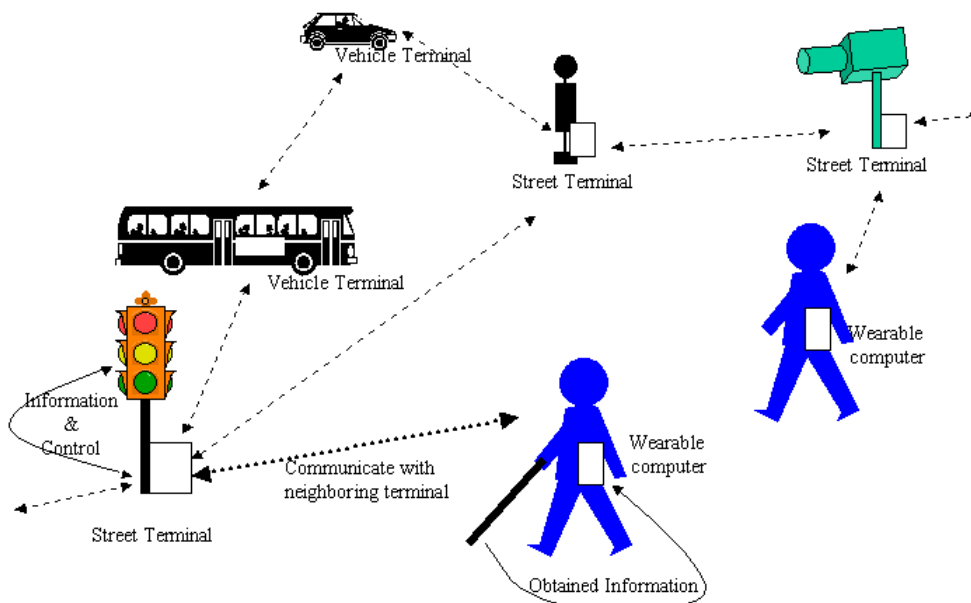 Vehicle Terminal
Street Terminal
Street Terminal
Vehicle Terminal
Wearable
computer
Information
&
Control
Communicate with
neighboring terminal
Wearable
computer
Street Terminal
Obtained Information